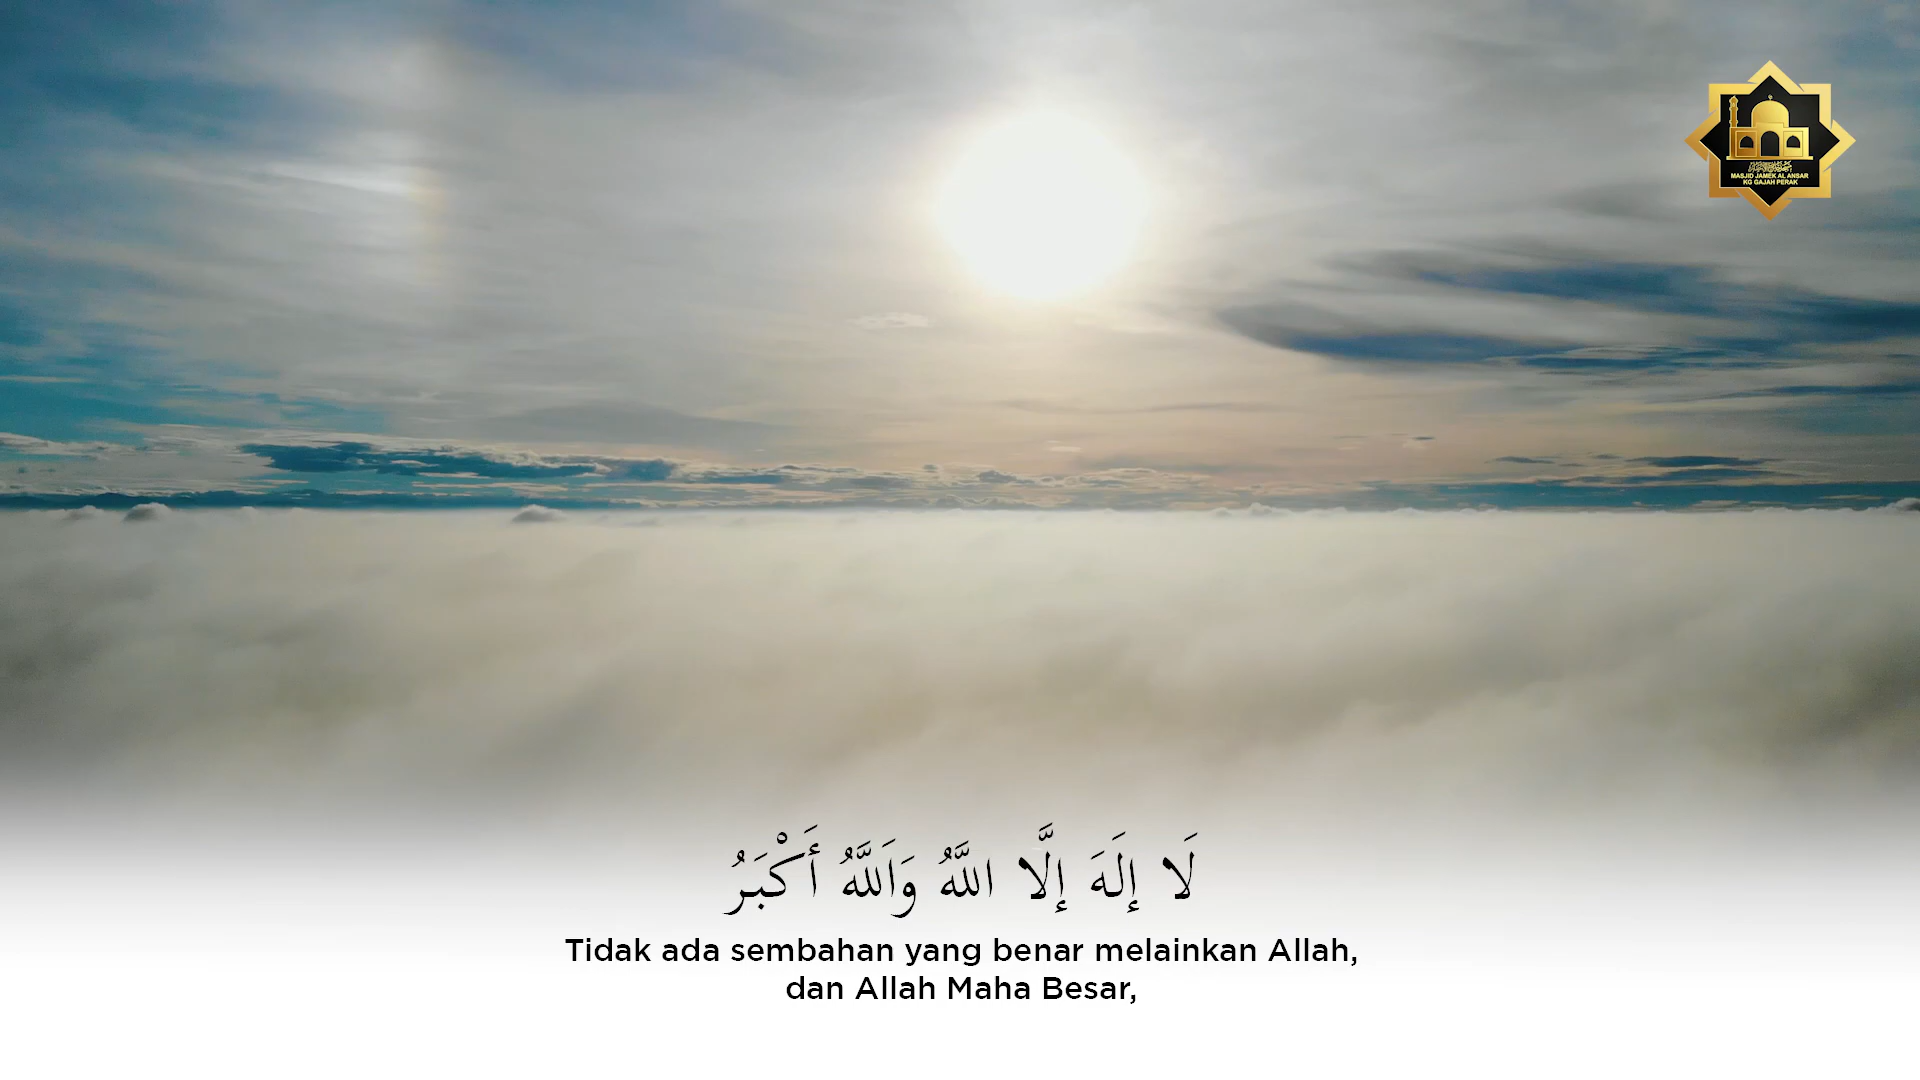 MASJID JAMEK AL ANSAR
KG GAJAH PERAK
لَا إِلَهَ إِلَّا اللَّهُ وَاَللَّهُ أَكْبَرُ
Tidak ada sembahan yang benar melainkan Allah,
dan Allah Maha Besar,